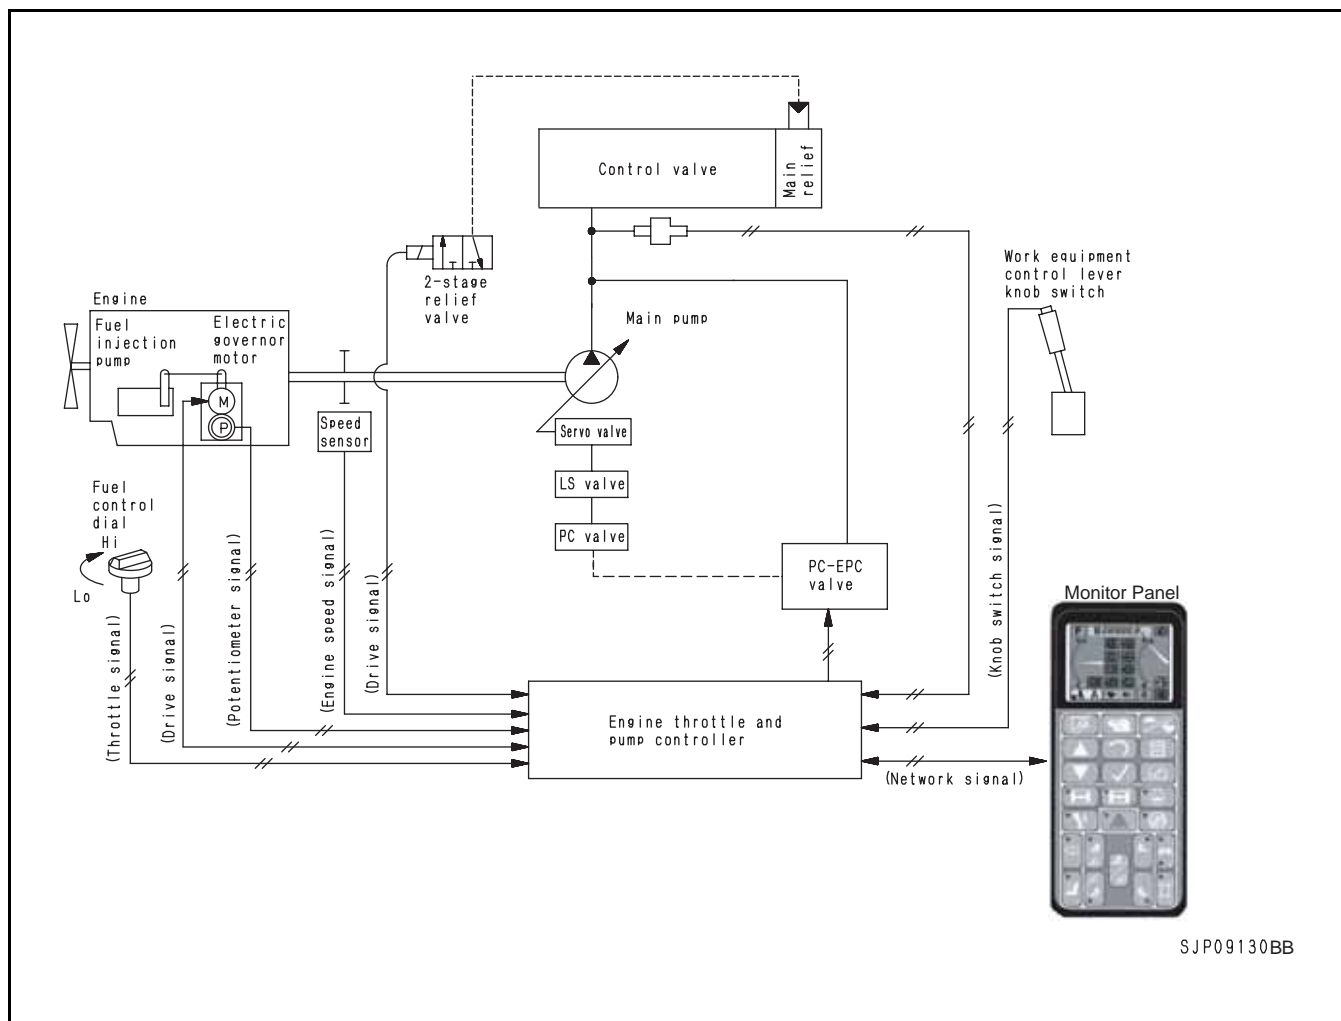 Control valve
Main
relief
Work equipment
control lever
knob switch
2-stage
relief
valve
Engine
Fuel
injection
pump
Electric
governor
motor
Main pump
M
P
Speed
sensor
Servo valve
LS valve
PC valve
Fuel
control
dial
Hi
Lo
PC-EPC
valve
Monitor Panel
(Throttle signal)
(Drive signal)
(Potentiometer signal)
(Engine speed signal)
(Drive signal)
(Knob switch signal)
Engine throttle and
pump controller
(Network signal)
SJP09130BB